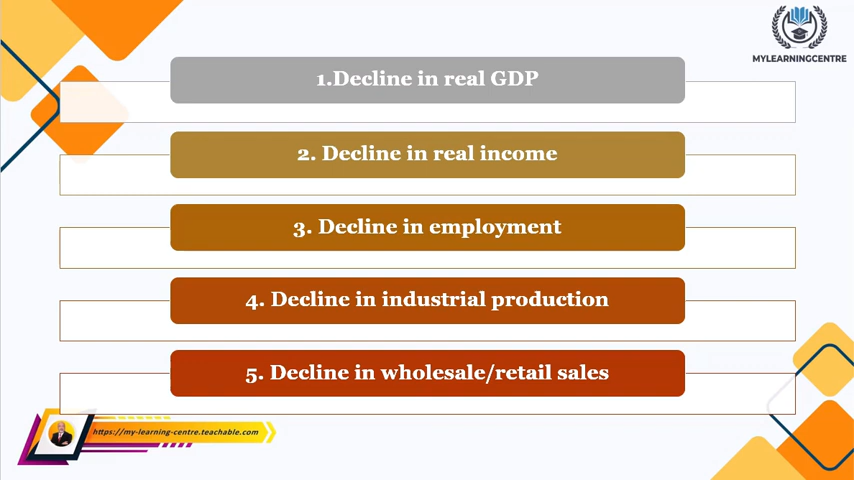 MYLEARNINGCENTRE
1.Decline in real GDP
2. Decline in real income
3. Decline in employment
4. Decline in industrial production
5. Decline in wholesale/retail sales
https://my-learning-centre.teachable.com